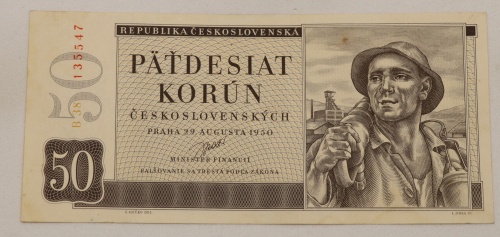 REPUBLIKA ČESKOSLOVENSKÁ
50
B 38
135547
PÄŤDESIAT
KORÚN
ČESKOSLOVENSKÝCH
PRAHA 29. AUGUSTA 1950
MINISTER FINANCIÍ
FALŠOVANIE SA TRESTÁ PODĽA ZÁKONA
50